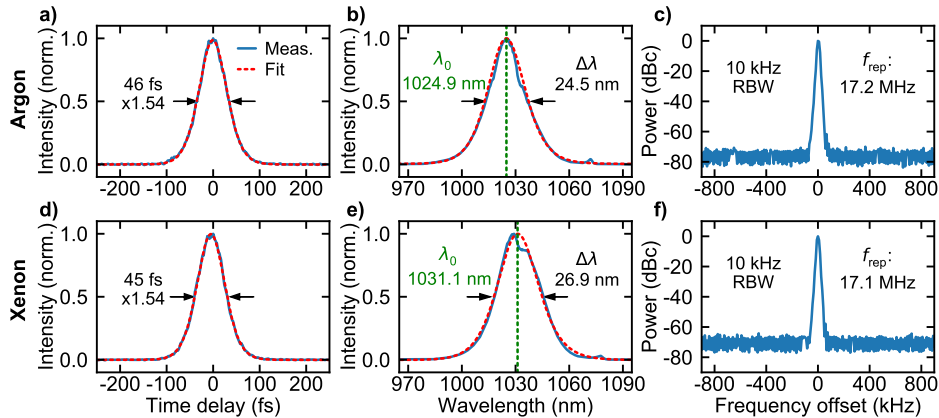 a)
b)
c)
Argon
Intensity (norm.)
1.0
0.5
0.0
46 fs
x1.54
Meas.
Fit
-200 -100 0 100 200
Intensity (norm.)
1.0
0.5
0.0
λ0
1024.9 nm
Δλ
24.5 nm
970 1000 1030 1060 1090
Power (dBc)
0
-40
-60
-80
10 kHz
RBW
frep:
17.2 MHz
-800 -400 0 400 800
d)
e)
f)
Xenon
Intensity (norm.)
1.0
0.5
0.0
45 fs
x1.54
-200 -100 0 100 200
Time delay (fs)
Intensity (norm.)
1.0
0.5
0.0
λ0
1031.1 nm
Δλ
26.9 nm
970 1000 1030 1060 1090
Wavelength (nm)
Power (dBc)
0
-40
-60
-80
10 kHz
RBW
frep:
17.1 MHz
-800 -400 0 400 800
Frequency offset (kHz)